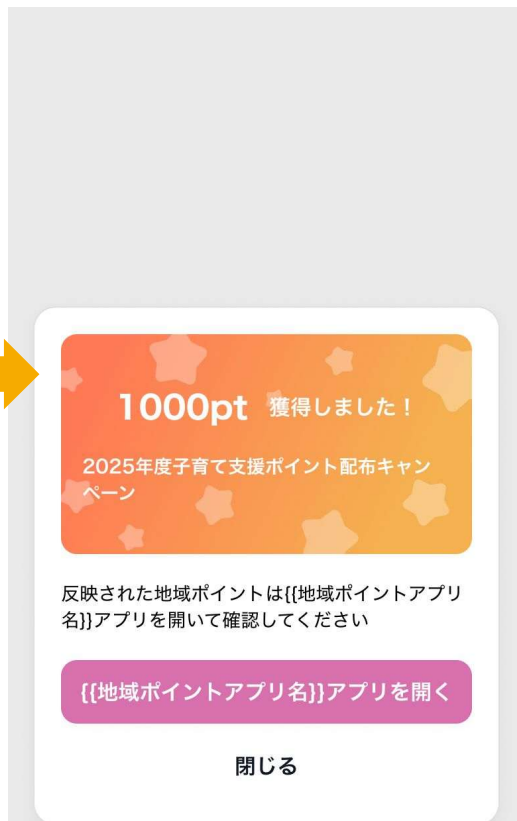 1000pt 獲得しました！
2025年度子育て支援ポイント配布キャン
ペーン
反映された地域ポイントは{{地域ポイントアプリ
名}}アプリを開いて確認してください
{{地域ポイントアプリ名}}アプリを開く
閉じる